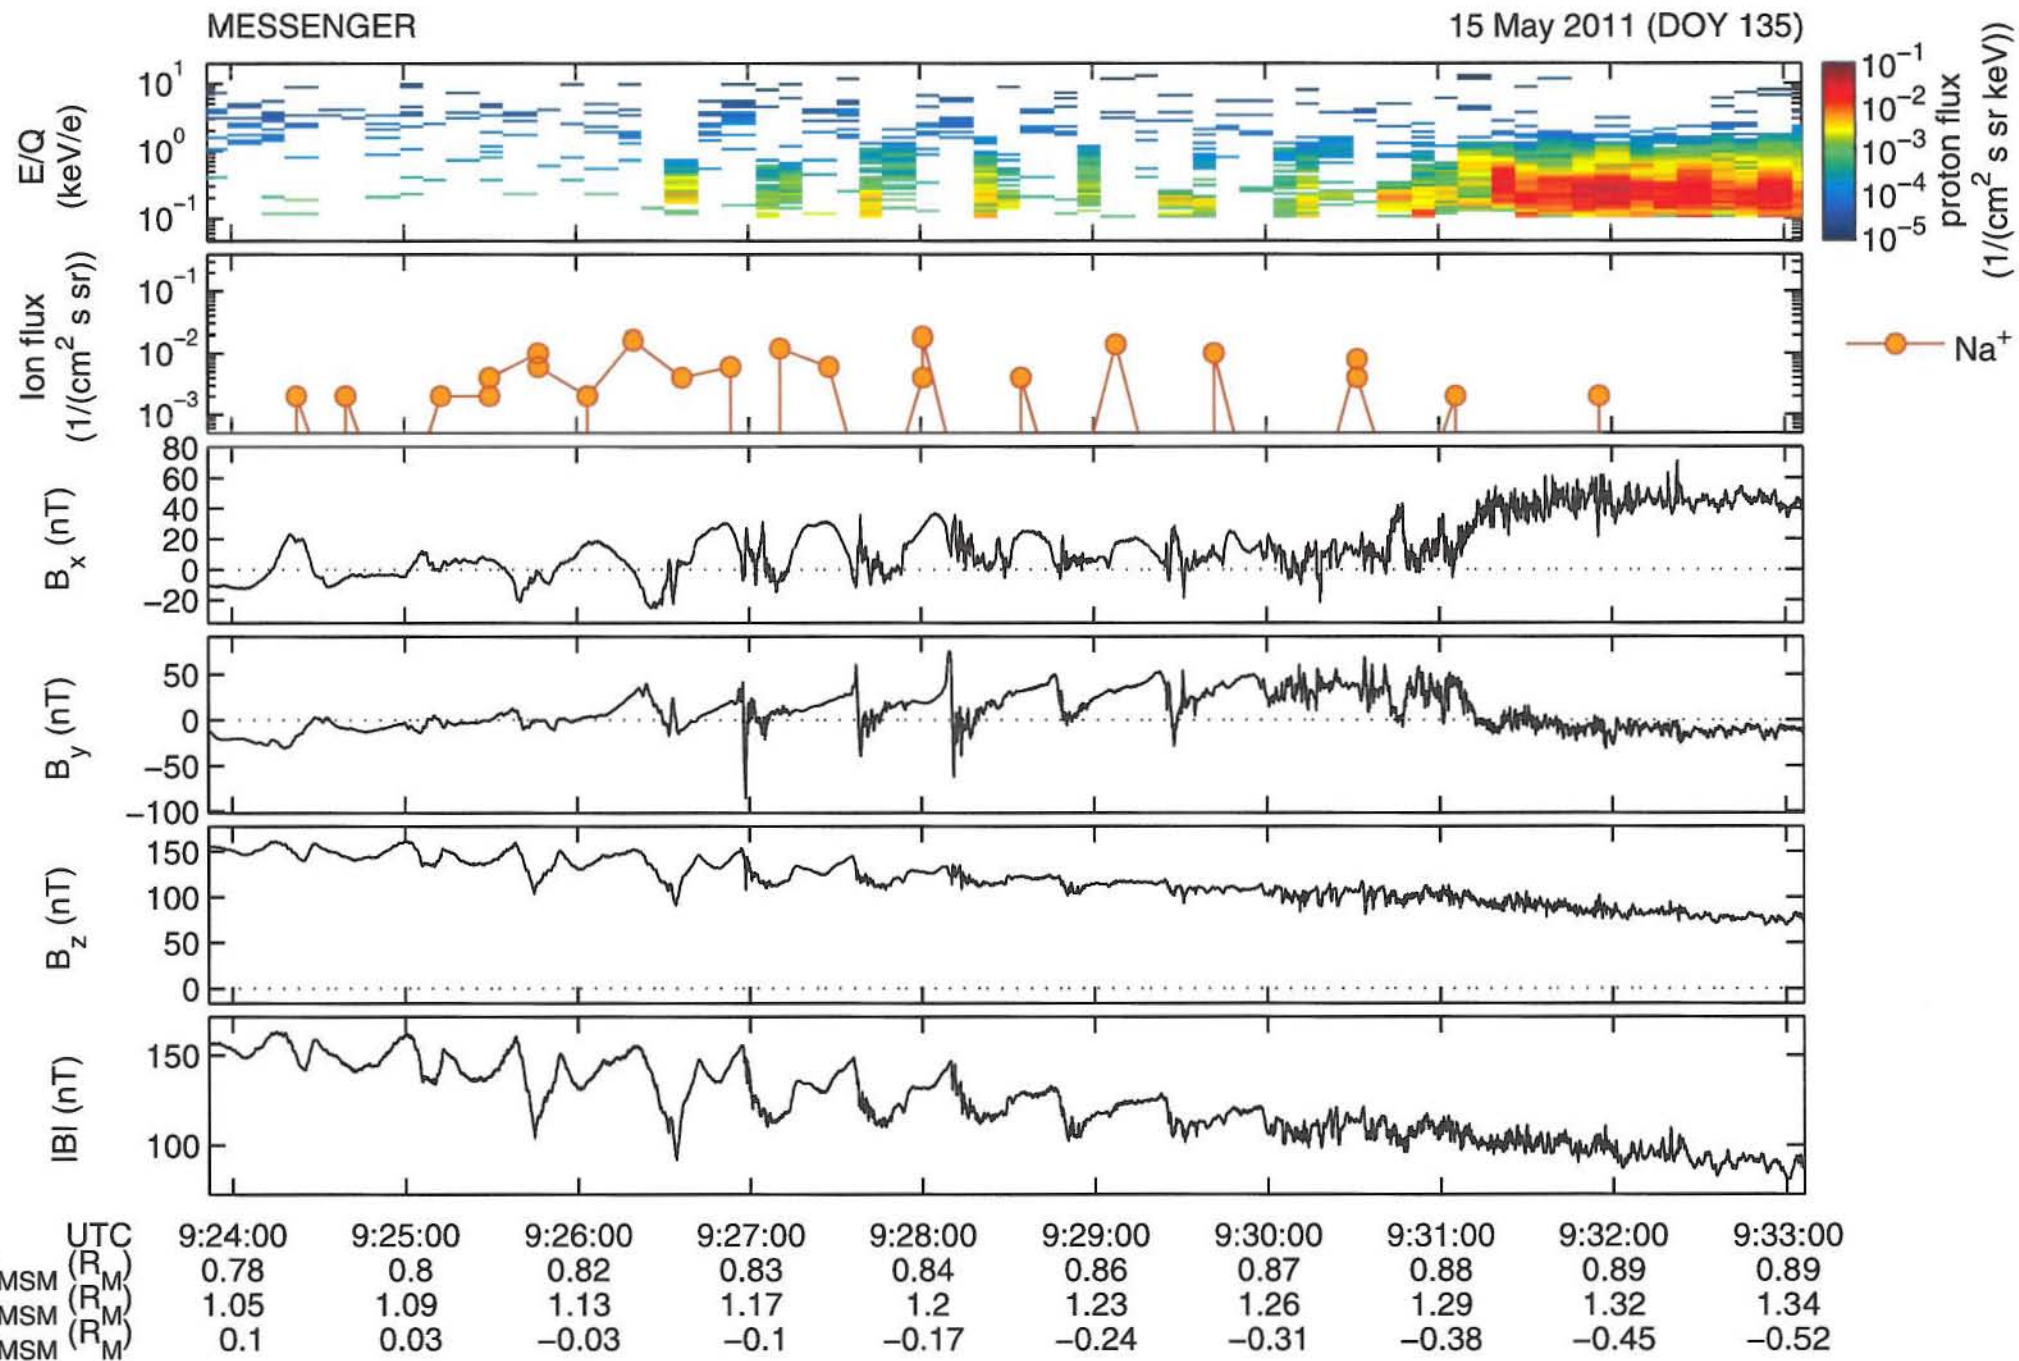 MESSENGER 15 May 2011 (DOY 135)
E/Q
(keV/e)
10^1
10^0
10^−1
10^−1
10^−2
10^−3
10^−4
10^−5
proton flux
(1/(cm^2 s sr keV))
Ion flux
(1/(cm^2 s sr))
10^−1
10^−2
10^−3
Na^+
B_x (nT)
80
60
40
20
0
−20
B_y (nT)
50
0
−50
−100
B_z (nT)
150
100
50
0
|B| (nT)
150
100
UTC 9:24:00 9:25:00 9:26:00 9:27:00 9:28:00 9:29:00 9:30:00 9:31:00 9:32:00 9:33:00
MSM (R_M) 0.78 0.8 0.82 0.83 0.84 0.86 0.87 0.88 0.89 0.89
MSM (R_M) 1.05 1.09 1.13 1.17 1.2 1.23 1.26 1.29 1.32 1.34
MSM (R_M) 0.1 0.03 −0.03 −0.1 −0.17 −0.24 −0.31 −0.38 −0.45 −0.52